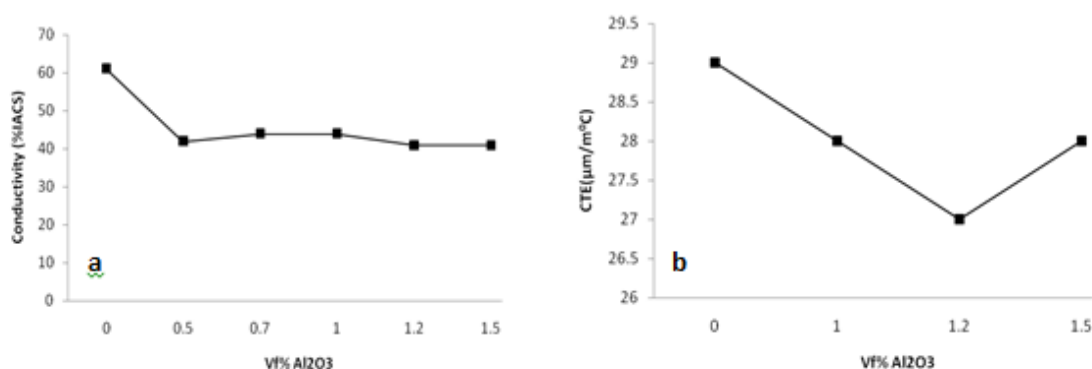 70
60
50
40
30
20
10
0
Conductivity (%IACS)
a
0 0.5 0.7 1 1.2 1.5
Vf% Al2O3
29.5
29
28.5
28
27.5
27
26.5
26
CTE(µm/m°C)
b
0 1 1.2 1.5
Vf% Al2O3